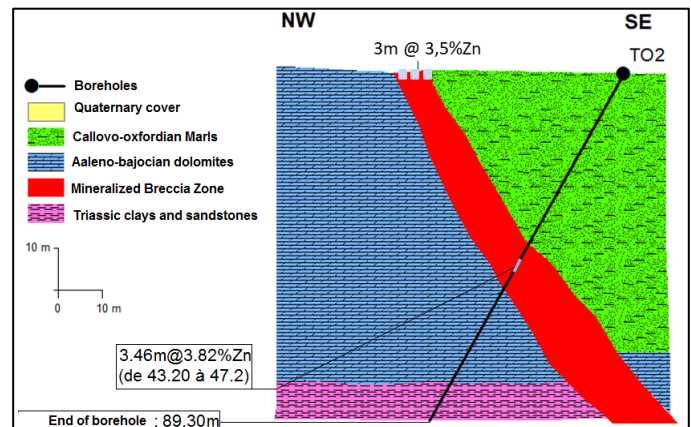 NW
SE
3m @ 3,5%Zn
TO2
Boreholes
Quaternary cover
Callovo-oxfordian Marls
Aaleno-bajocian dolomites
Mineralized Breccia Zone
Triassic clays and sandstones
10 m
0 10 m
3.46m@3.82%Zn
(de 43.20 à 47.2)
End of borehole : 89.30m